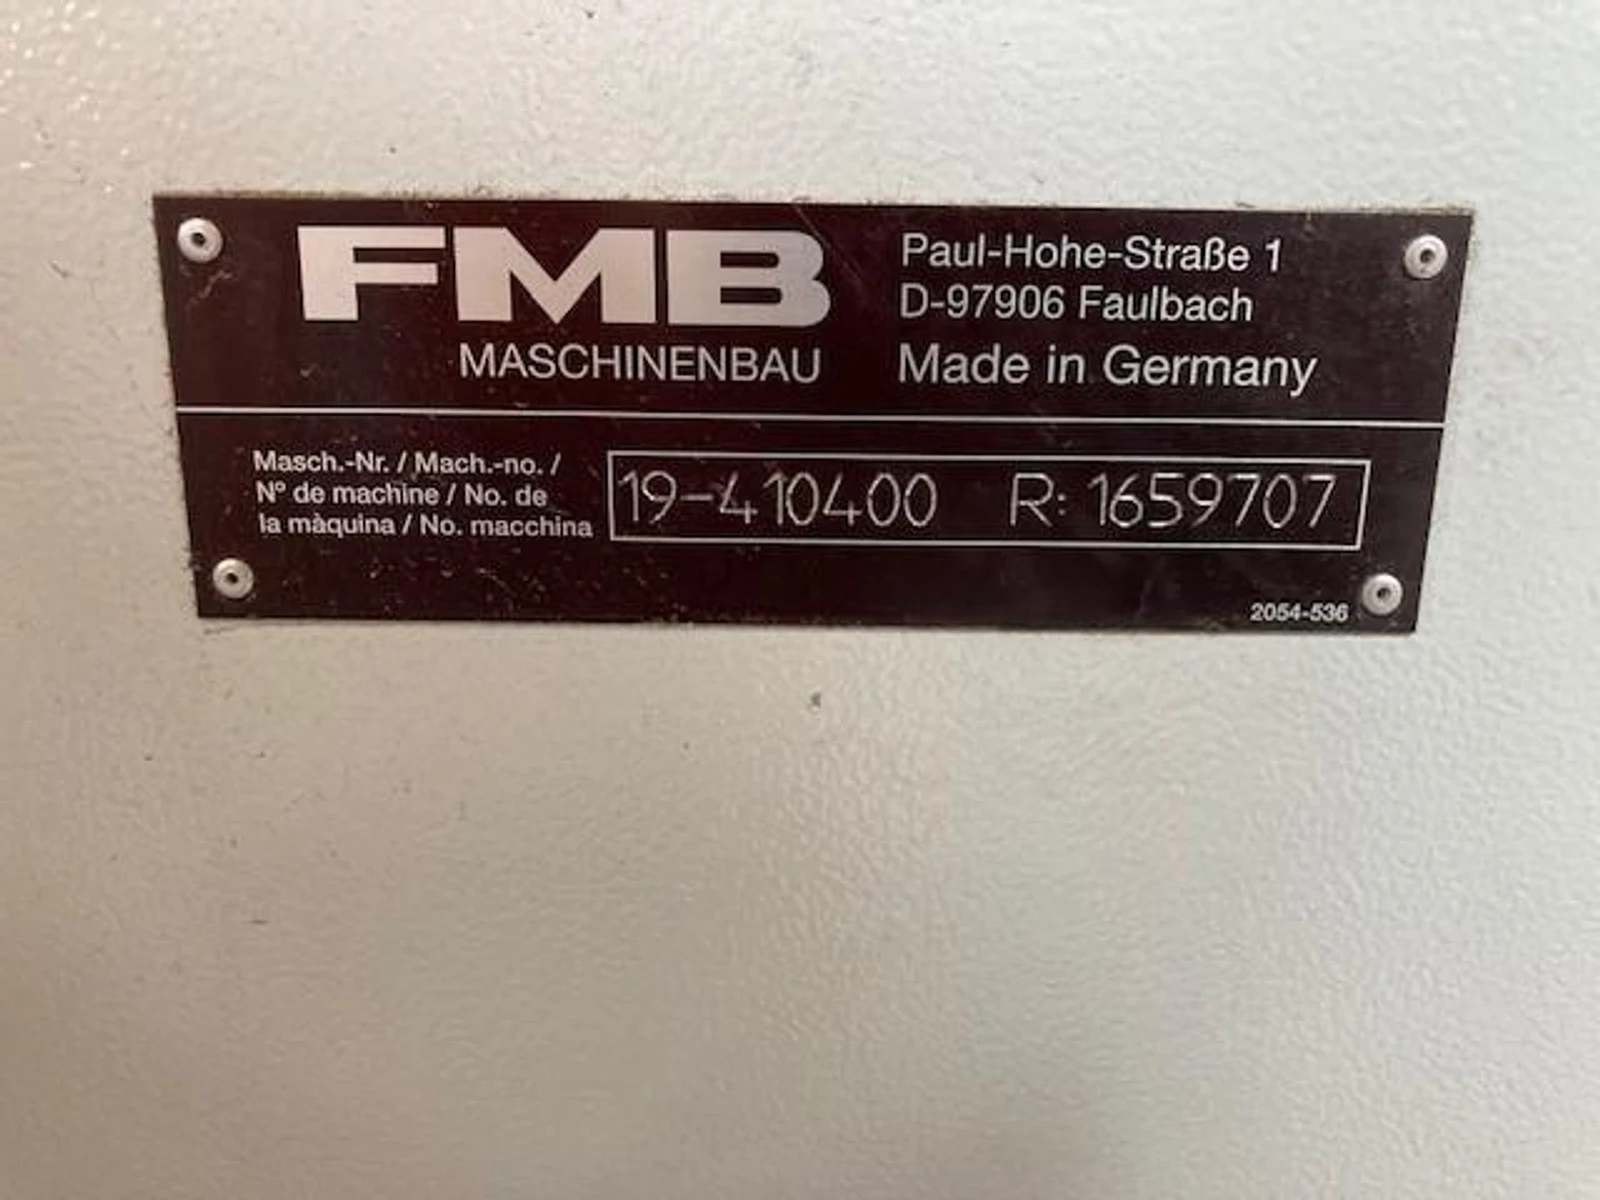 FMB
MASCHINENBAU
Paul-Hohe-Straße 1
D-97906 Faulbach
Made in Germany
Masch.-Nr. / Mach.-no. /
Nº de machine / No. de
la màquina / No. macchina
19-410400 R: 1659707
2054-536